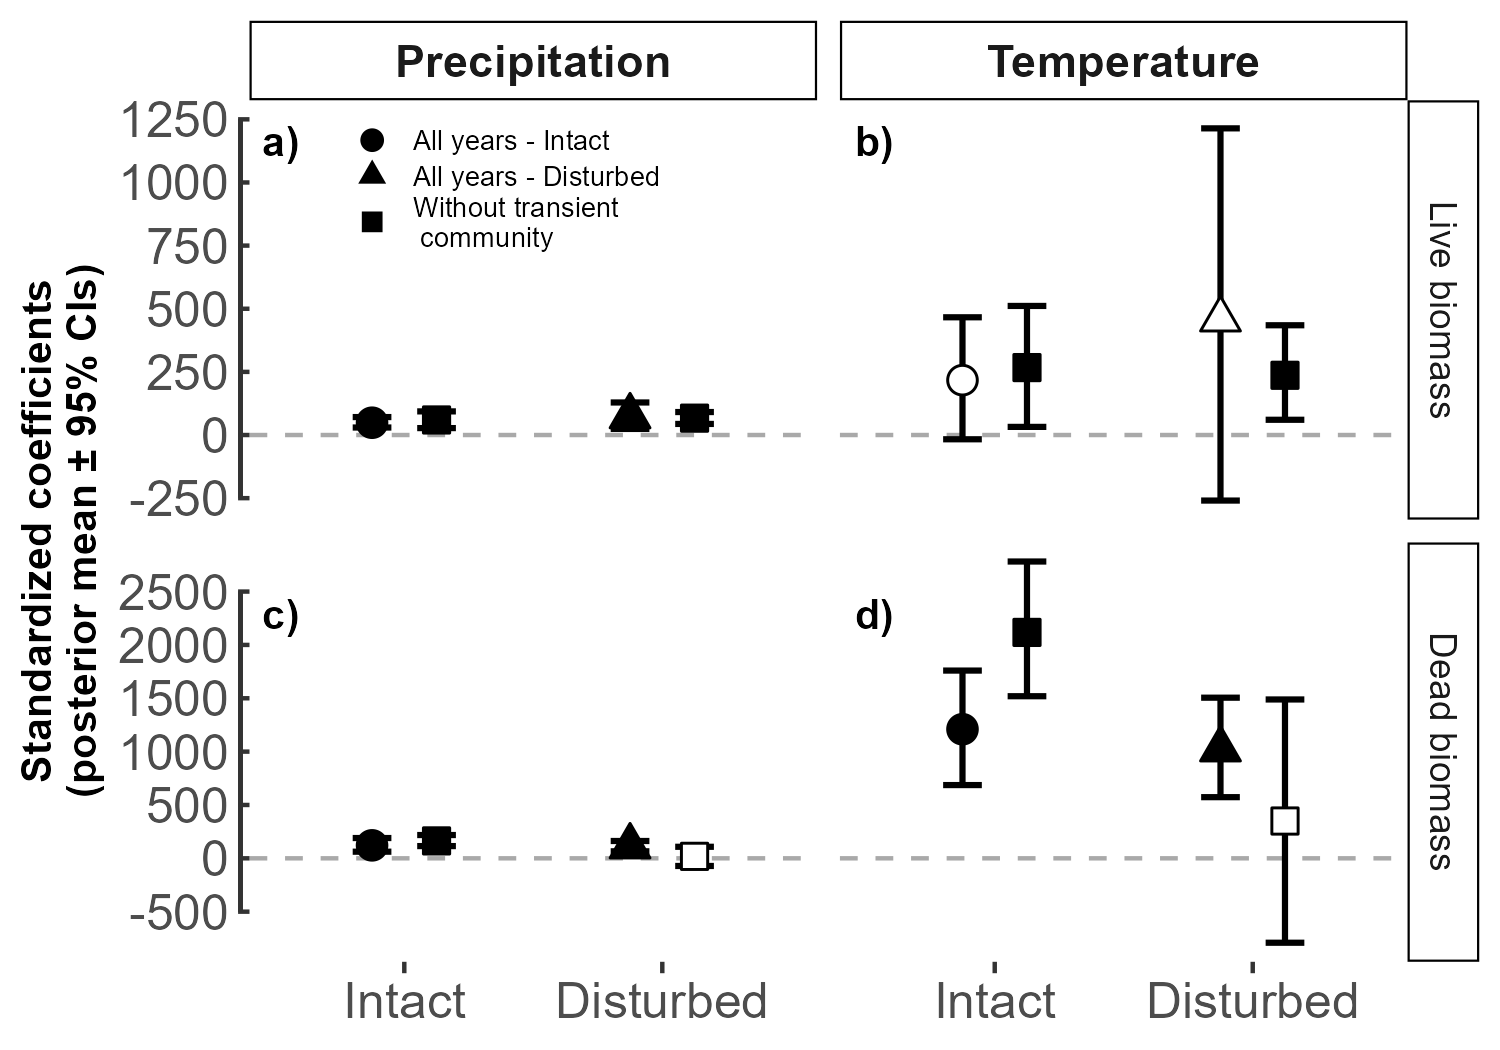 Precipitation
Temperature
Standardized coefficients
(posterior mean ± 95% CIs)
1250
1000
750
500
250
0
-250
a)
All years - Intact
All years - Disturbed
Without transient
community
b)
Live biomass
2500
2000
1500
1000
500
0
-500
c)
d)
Dead biomass
Intact
Disturbed
Intact
Disturbed